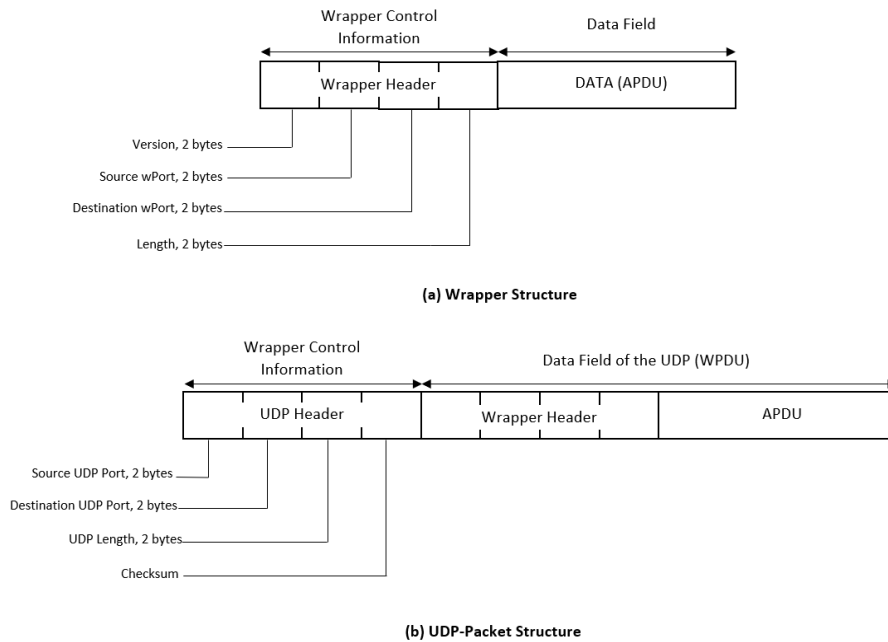 Wrapper Control
Information
Data Field
Wrapper Header
DATA (APDU)
Version, 2 bytes
Source wPort, 2 bytes
Destination wPort, 2 bytes
Length, 2 bytes
(a) Wrapper Structure
Wrapper Control
Information
Data Field of the UDP (WPDU)
UDP Header
Wrapper Header
APDU
Source UDP Port, 2 bytes
Destination UDP Port, 2 bytes
UDP Length, 2 bytes
Checksum
(b) UDP-Packet Structure